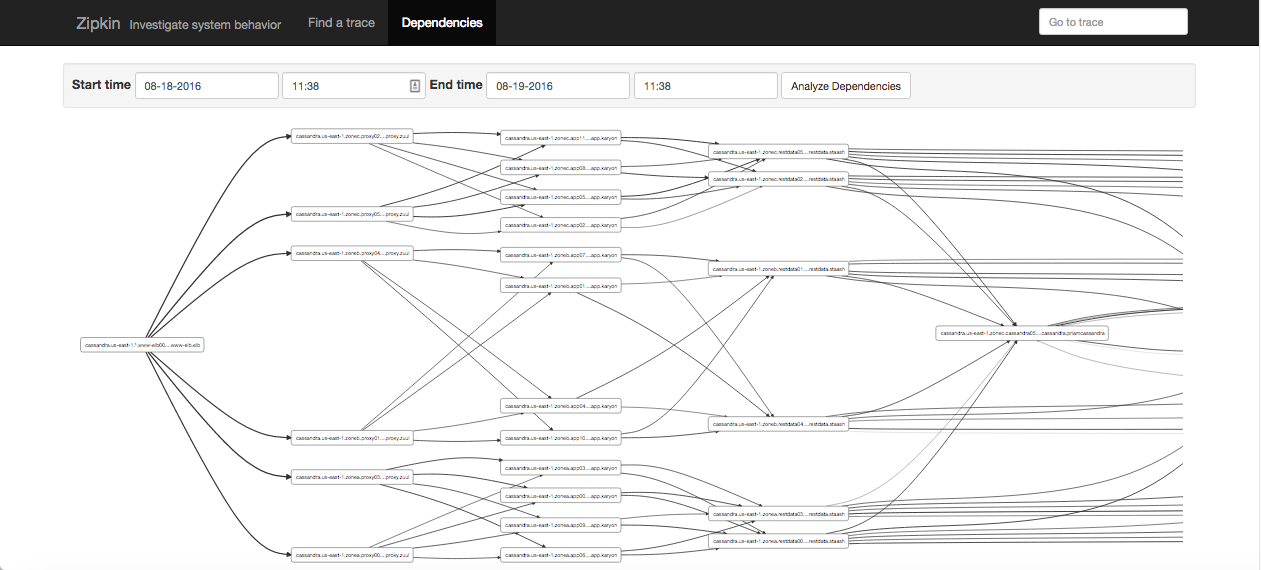 Zipkin Investigate system behavior Find a trace Dependencies Go to trace
Start time 08-18-2016 11:38 End time 08-19-2016 11:38 Analyze Dependencies
cassandra.us-east-1.*.www-elb00....www-elb.elb
cassandra.us-east-1.zonec.proxy02....proxy.zuul
cassandra.us-east-1.zonec.proxy05....proxy.zuul
cassandra.us-east-1.zoneb.proxy04....proxy.zuul
cassandra.us-east-1.zoneb.proxy01....proxy.zuul
cassandra.us-east-1.zonea.proxy03....proxy.zuul
cassandra.us-east-1.zonea.proxy00....proxy.zuul
cassandra.us-east-1.zonec.app11....app.karyon
cassandra.us-east-1.zonec.app08....app.karyon
cassandra.us-east-1.zonec.app05....app.karyon
cassandra.us-east-1.zonec.app02....app.karyon
cassandra.us-east-1.zoneb.app07....app.karyon
cassandra.us-east-1.zoneb.app01....app.karyon
cassandra.us-east-1.zoneb.app04....app.karyon
cassandra.us-east-1.zoneb.app10....app.karyon
cassandra.us-east-1.zonea.app03....app.karyon
cassandra.us-east-1.zonea.app00....app.karyon
cassandra.us-east-1.zonea.app09....app.karyon
cassandra.us-east-1.zonea.app06....app.karyon
cassandra.us-east-1.zonec.restdata05....restdata.staash
cassandra.us-east-1.zonec.restdata02....restdata.staash
cassandra.us-east-1.zoneb.restdata01....restdata.staash
cassandra.us-east-1.zoneb.restdata04....restdata.staash
cassandra.us-east-1.zonea.restdata03....restdata.staash
cassandra.us-east-1.zonea.restdata00....restdata.staash
cassandra.us-east-1.zonec.cassandra05....cassandra.priamcassandra